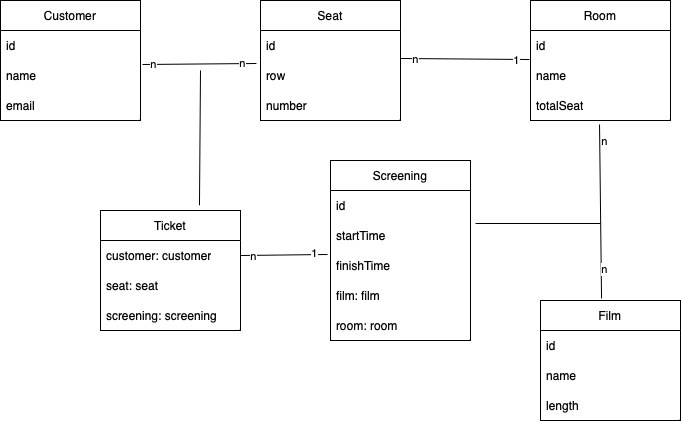 Customer
id
name
email
n
n
Seat
id
row
number
n
1
Room
id
name
totalSeat
n
n
Ticket
customer: customer
seat: seat
screening: screening
n
1
Screening
id
startTime
finishTime
film: film
room: room
Film
id
name
length